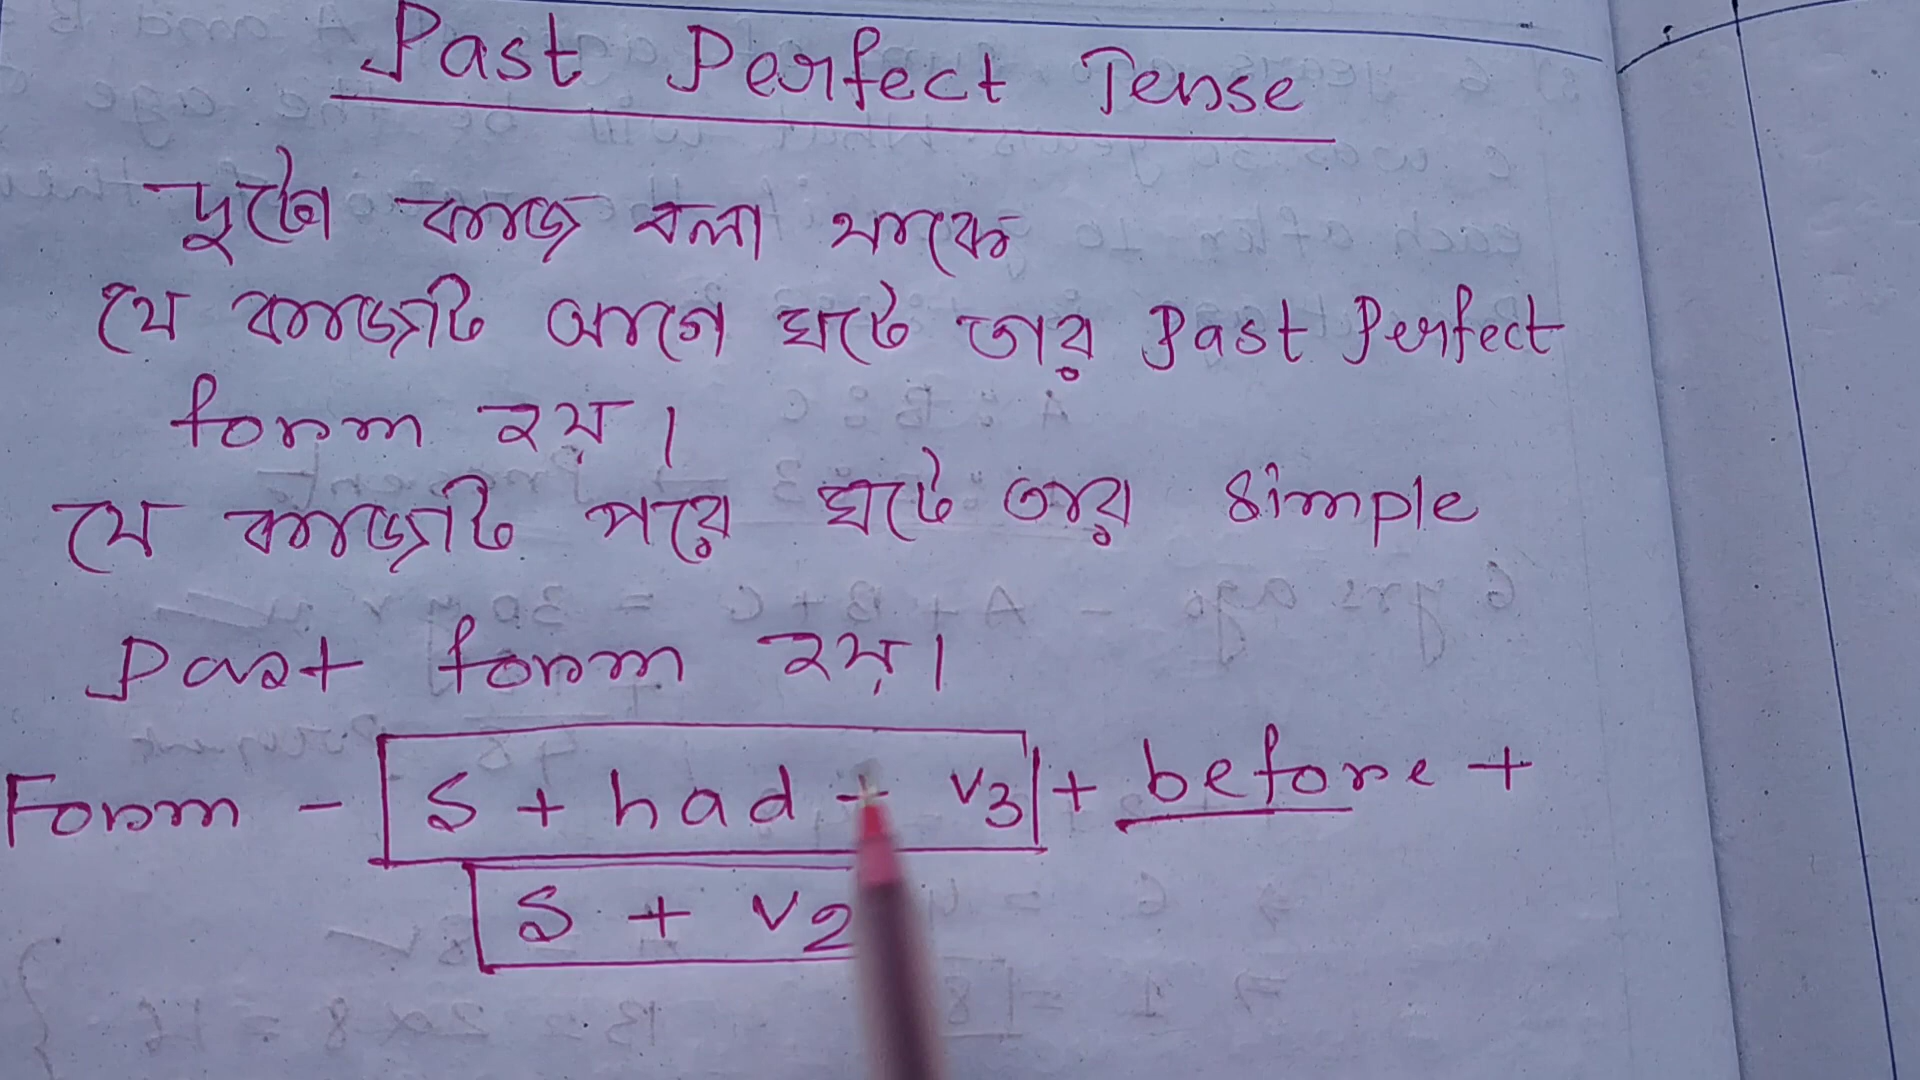 Past Perfect Tense
দুটো কাজ বলা থাকে
যে কাজটি আগে ঘটে তার Past Perfect
form হয়।
যে কাজটি পরে ঘটে তার simple
Past form হয়।
Form - S + had + v3 + before +
S + v2